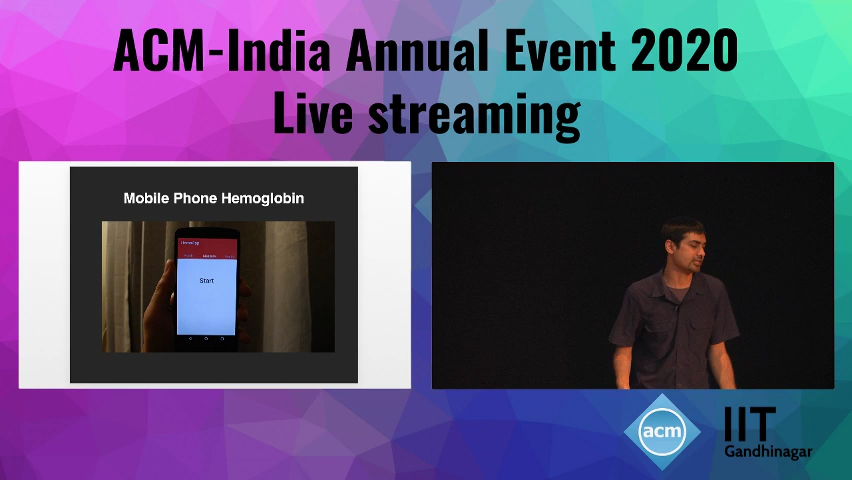 ACM-India Annual Event 2020
Live streaming
Mobile Phone Hemoglobin
Start
acm
IIT
Gandhinagar